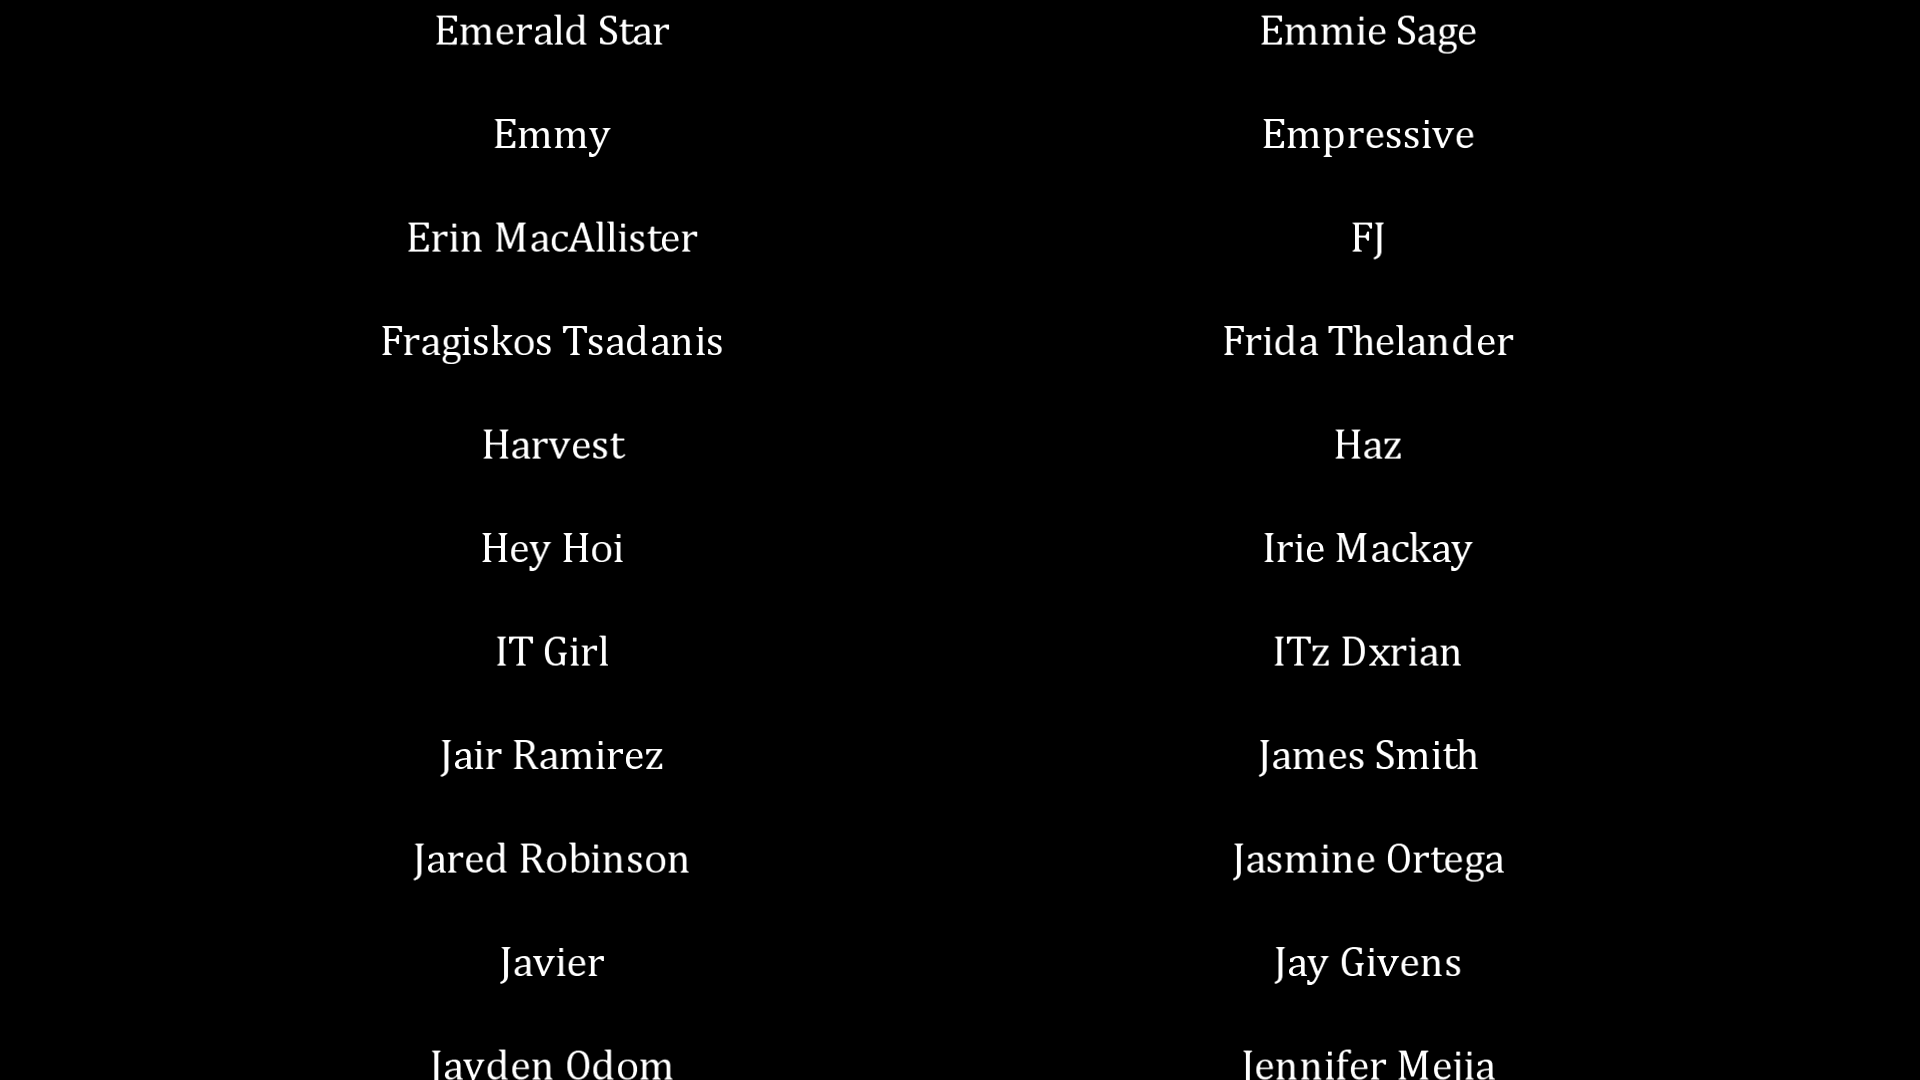 Emerald Star Emmie Sage
Emmy Empressive
Erin MacAllister FJ
Fragiskos Tsadanis Frida Thelander
Harvest Haz
Hey Hoi Irie Mackay
IT Girl ITz Dxrian
Jair Ramirez James Smith
Jared Robinson Jasmine Ortega
Javier Jay Givens
Jayden Odom Jennifer Mejia